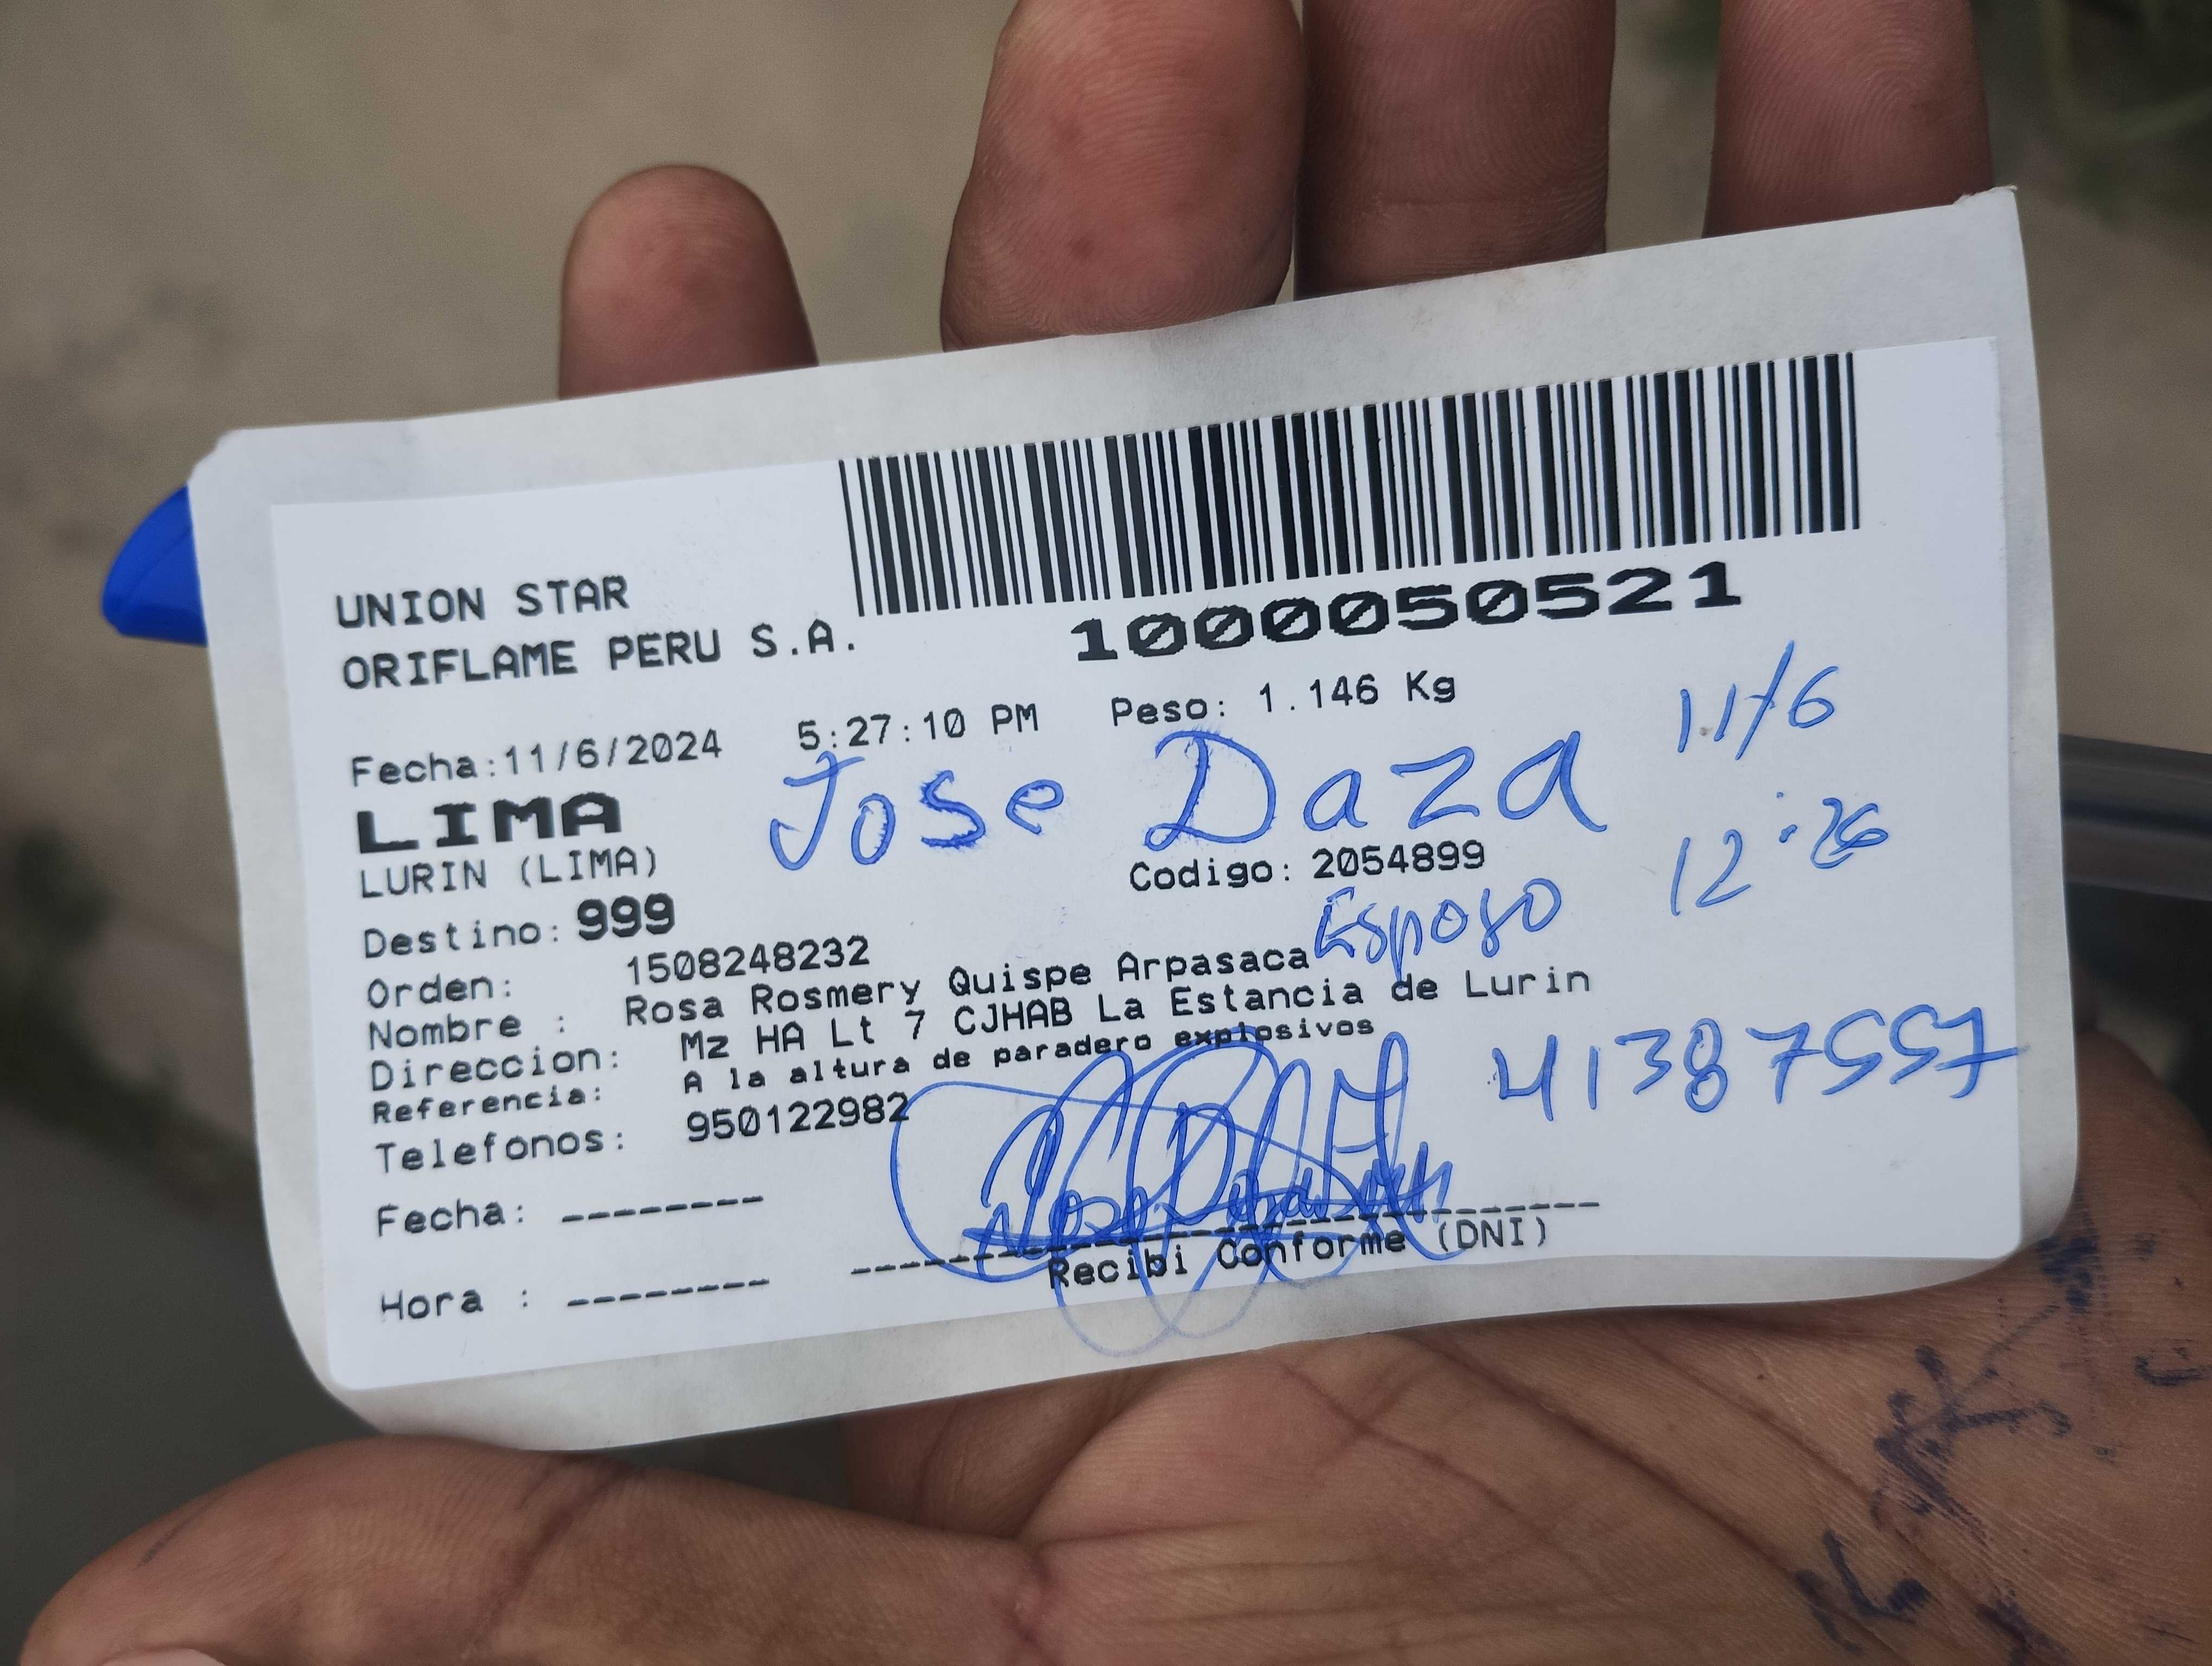 UNION STAR
ORIFLAME PERU S.A.
1000050521
Fecha:11/6/2024 5:27:10 PM Peso: 1.146 Kg
11/6
LIMA
Jose Daza
LURIN (LIMA)
Codigo: 2054899
12:26
Destino: 999
Esposo
Orden: 1508248232
Nombre : Rosa Rosmery Quispe Arpasaca
Direccion: Mz HA Lt 7 CJHAB La Estancia de Lurin
Referencia: A la altura de paradero explosivos
41387557
Telefonos: 950122982
Fecha: --------
Hora : --------
Recibi Conforme (DNI)